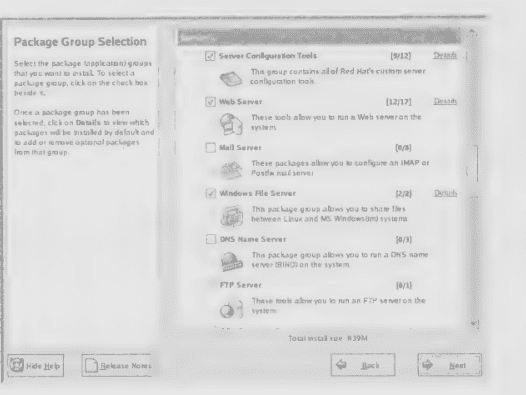 Package Group Selection
Select the package (application) groups
that you want to install. To select a
package group, click on the check box
beside it.
Once a package group has been
selected, click on Details to view which
packages will be installed by default and
to add or remove optional packages
from that group.
Server Configuration Tools [9/12] Details
This group contains all of Red Hat's custom server
configuration tools.
Web Server [12/17] Details
These tools allow you to run a Web server on the
system.
Mail Server
These packages allow you to configure an IMAP or
Postfix mail server.
Windows File Server [2/2] Details
This package group allows you to share files
between Linux and MS Windows(tm) systems.
DNS Name Server [0/3]
This package group allows you to run a DNS name
server (BIND) on the system.
FTP Server [0/1]
These tools allow you to run an FTP server on the
system.
Total install size:
Hide Help
Release Notes
Back
Next